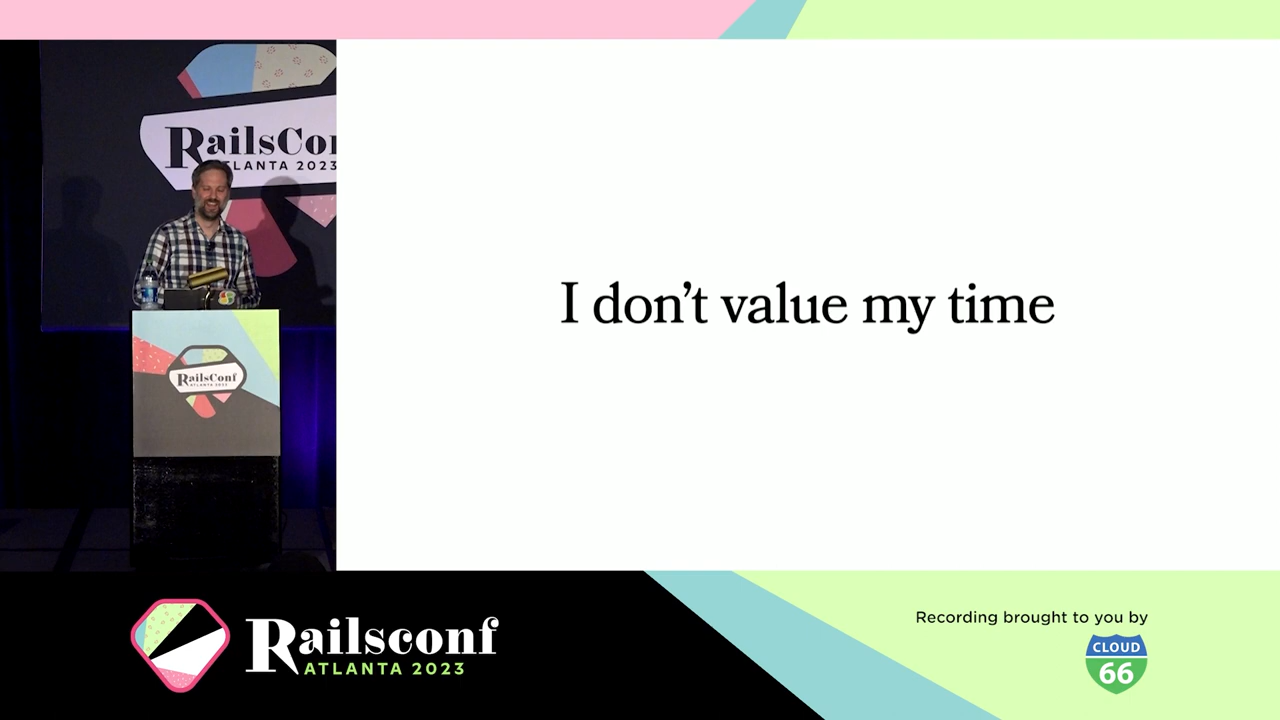 RailsCon
ATLANTA 2023
I don't value my time
RailsConf
ATLANTA 2023
Railsconf
ATLANTA 2023
Recording brought to you by
CLOUD
66